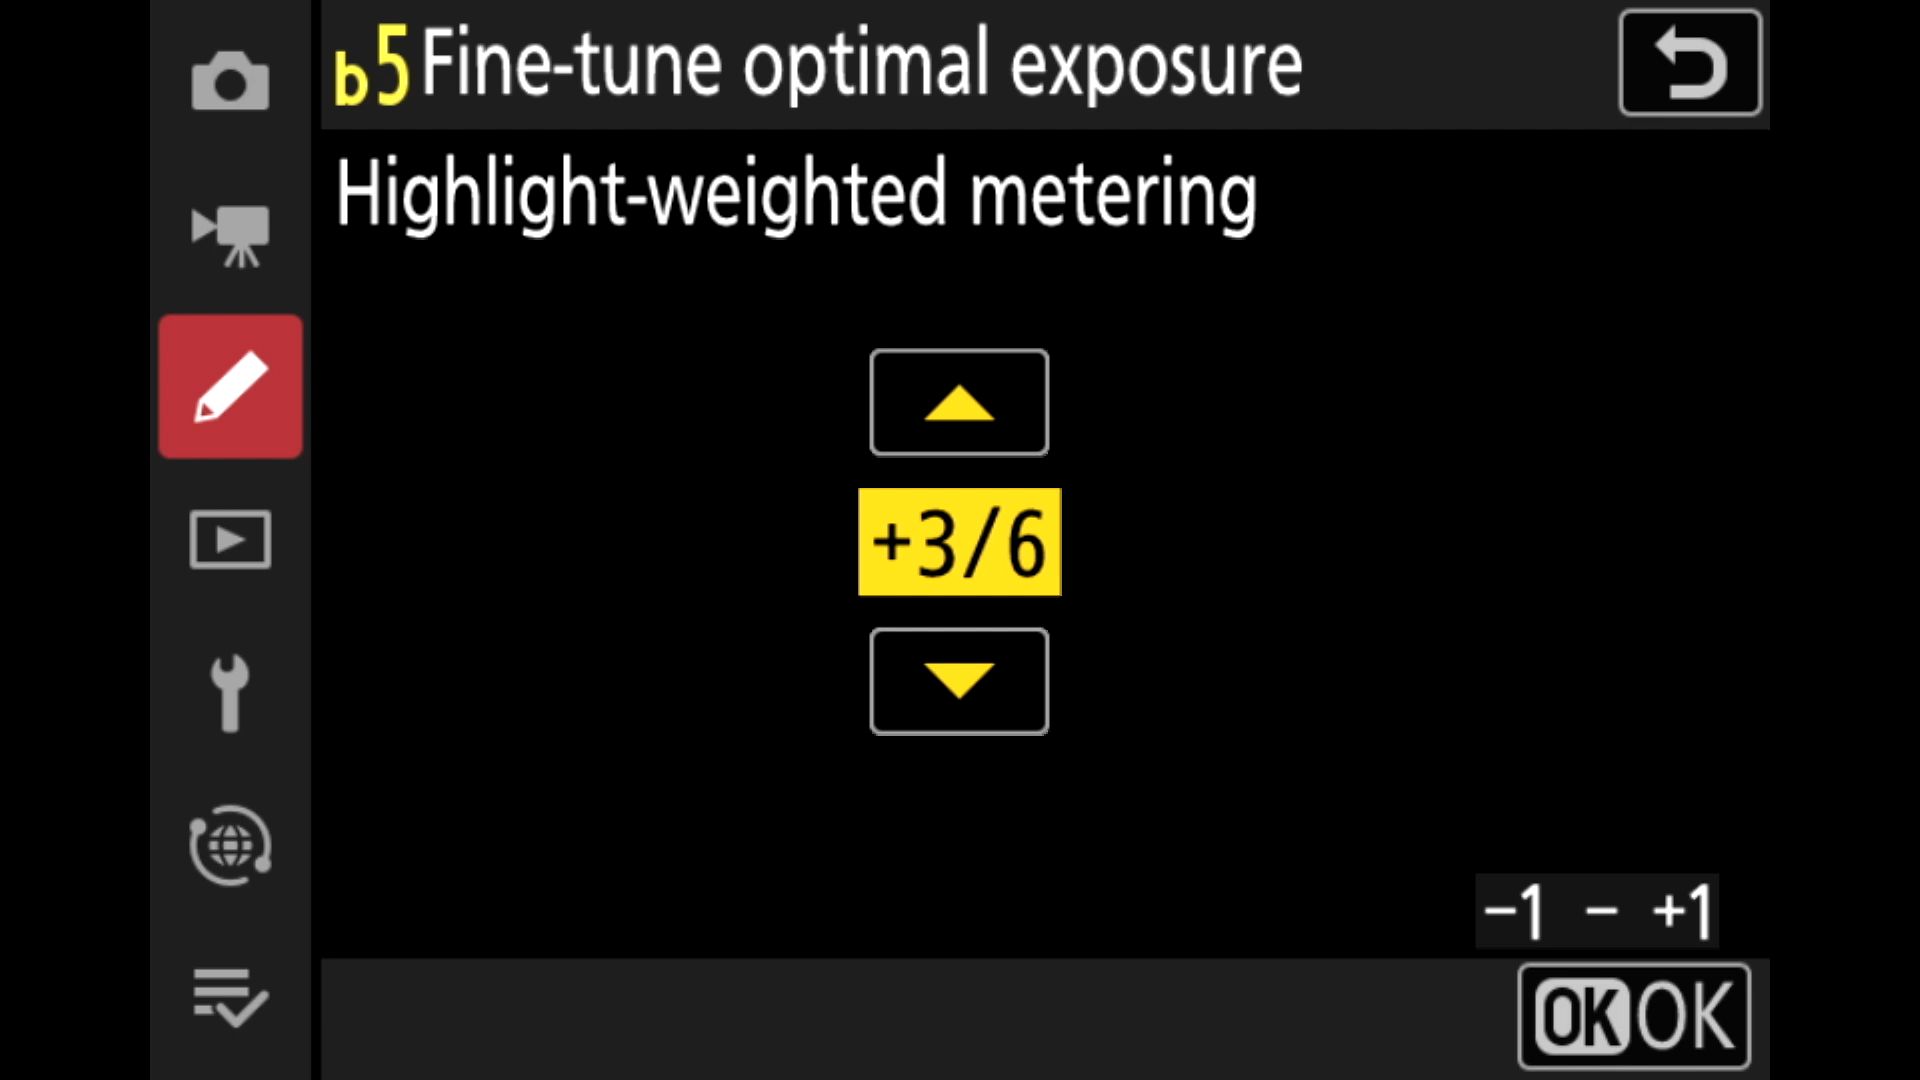 b5 Fine-tune optimal exposure
Highlight-weighted metering
+3/6
−1 − +1
OK OK